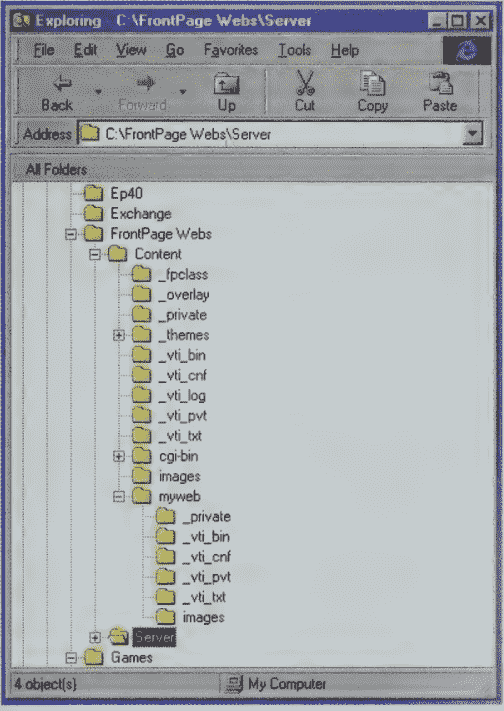 Exploring - C:\FrontPage Webs\Server
File Edit View Go Favorites Tools Help
Back Forward Up Cut Copy Paste
Address C:\FrontPage Webs\Server
All Folders
Ep40
Exchange
FrontPage Webs
Content
_fpclass
_overlay
_private
_themes
_vti_bin
_vti_cnf
_vti_log
_vti_pvt
_vti_txt
cgi-bin
images
myweb
_private
_vti_bin
_vti_cnf
_vti_pvt
_vti_txt
images
Server
Games
4 object(s) My Computer